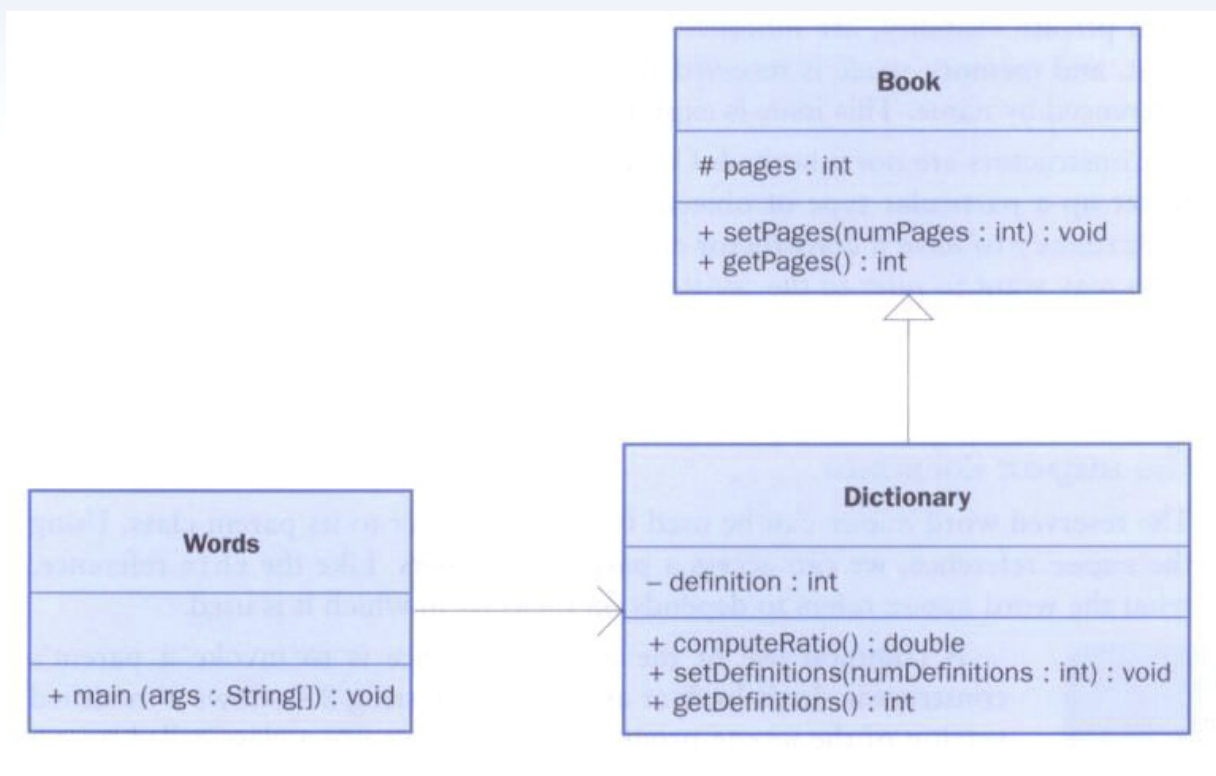 Book
# pages : int
+ setPages(numPages : int) : void
+ getPages() : int
Words
+ main (args : String[]) : void
Dictionary
– definition : int
+ computeRatio() : double
+ setDefinitions(numDefinitions : int) : void
+ getDefinitions() : int